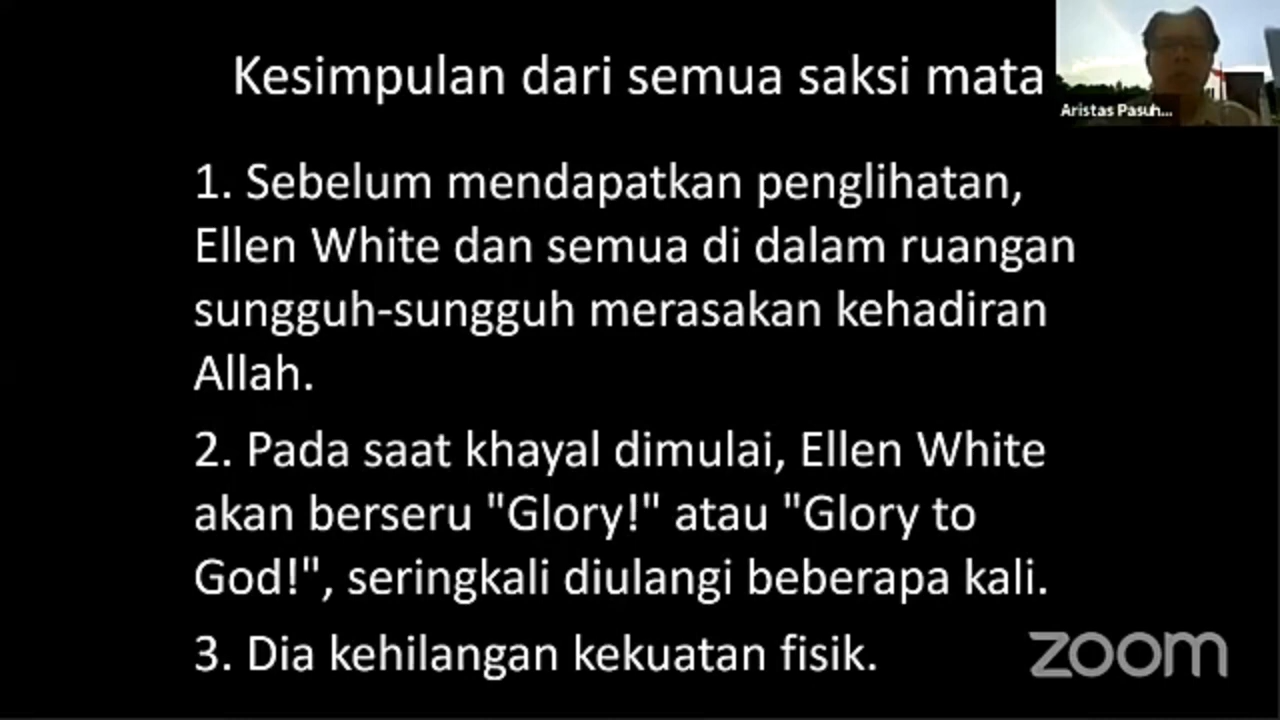 Kesimpulan dari semua saksi mata
Aristas Pasuh...
1. Sebelum mendapatkan penglihatan,
Ellen White dan semua di dalam ruangan
sungguh-sungguh merasakan kehadiran
Allah.
2. Pada saat khayal dimulai, Ellen White
akan berseru "Glory!" atau "Glory to
God!", seringkali diulangi beberapa kali.
3. Dia kehilangan kekuatan fisik.
zoom